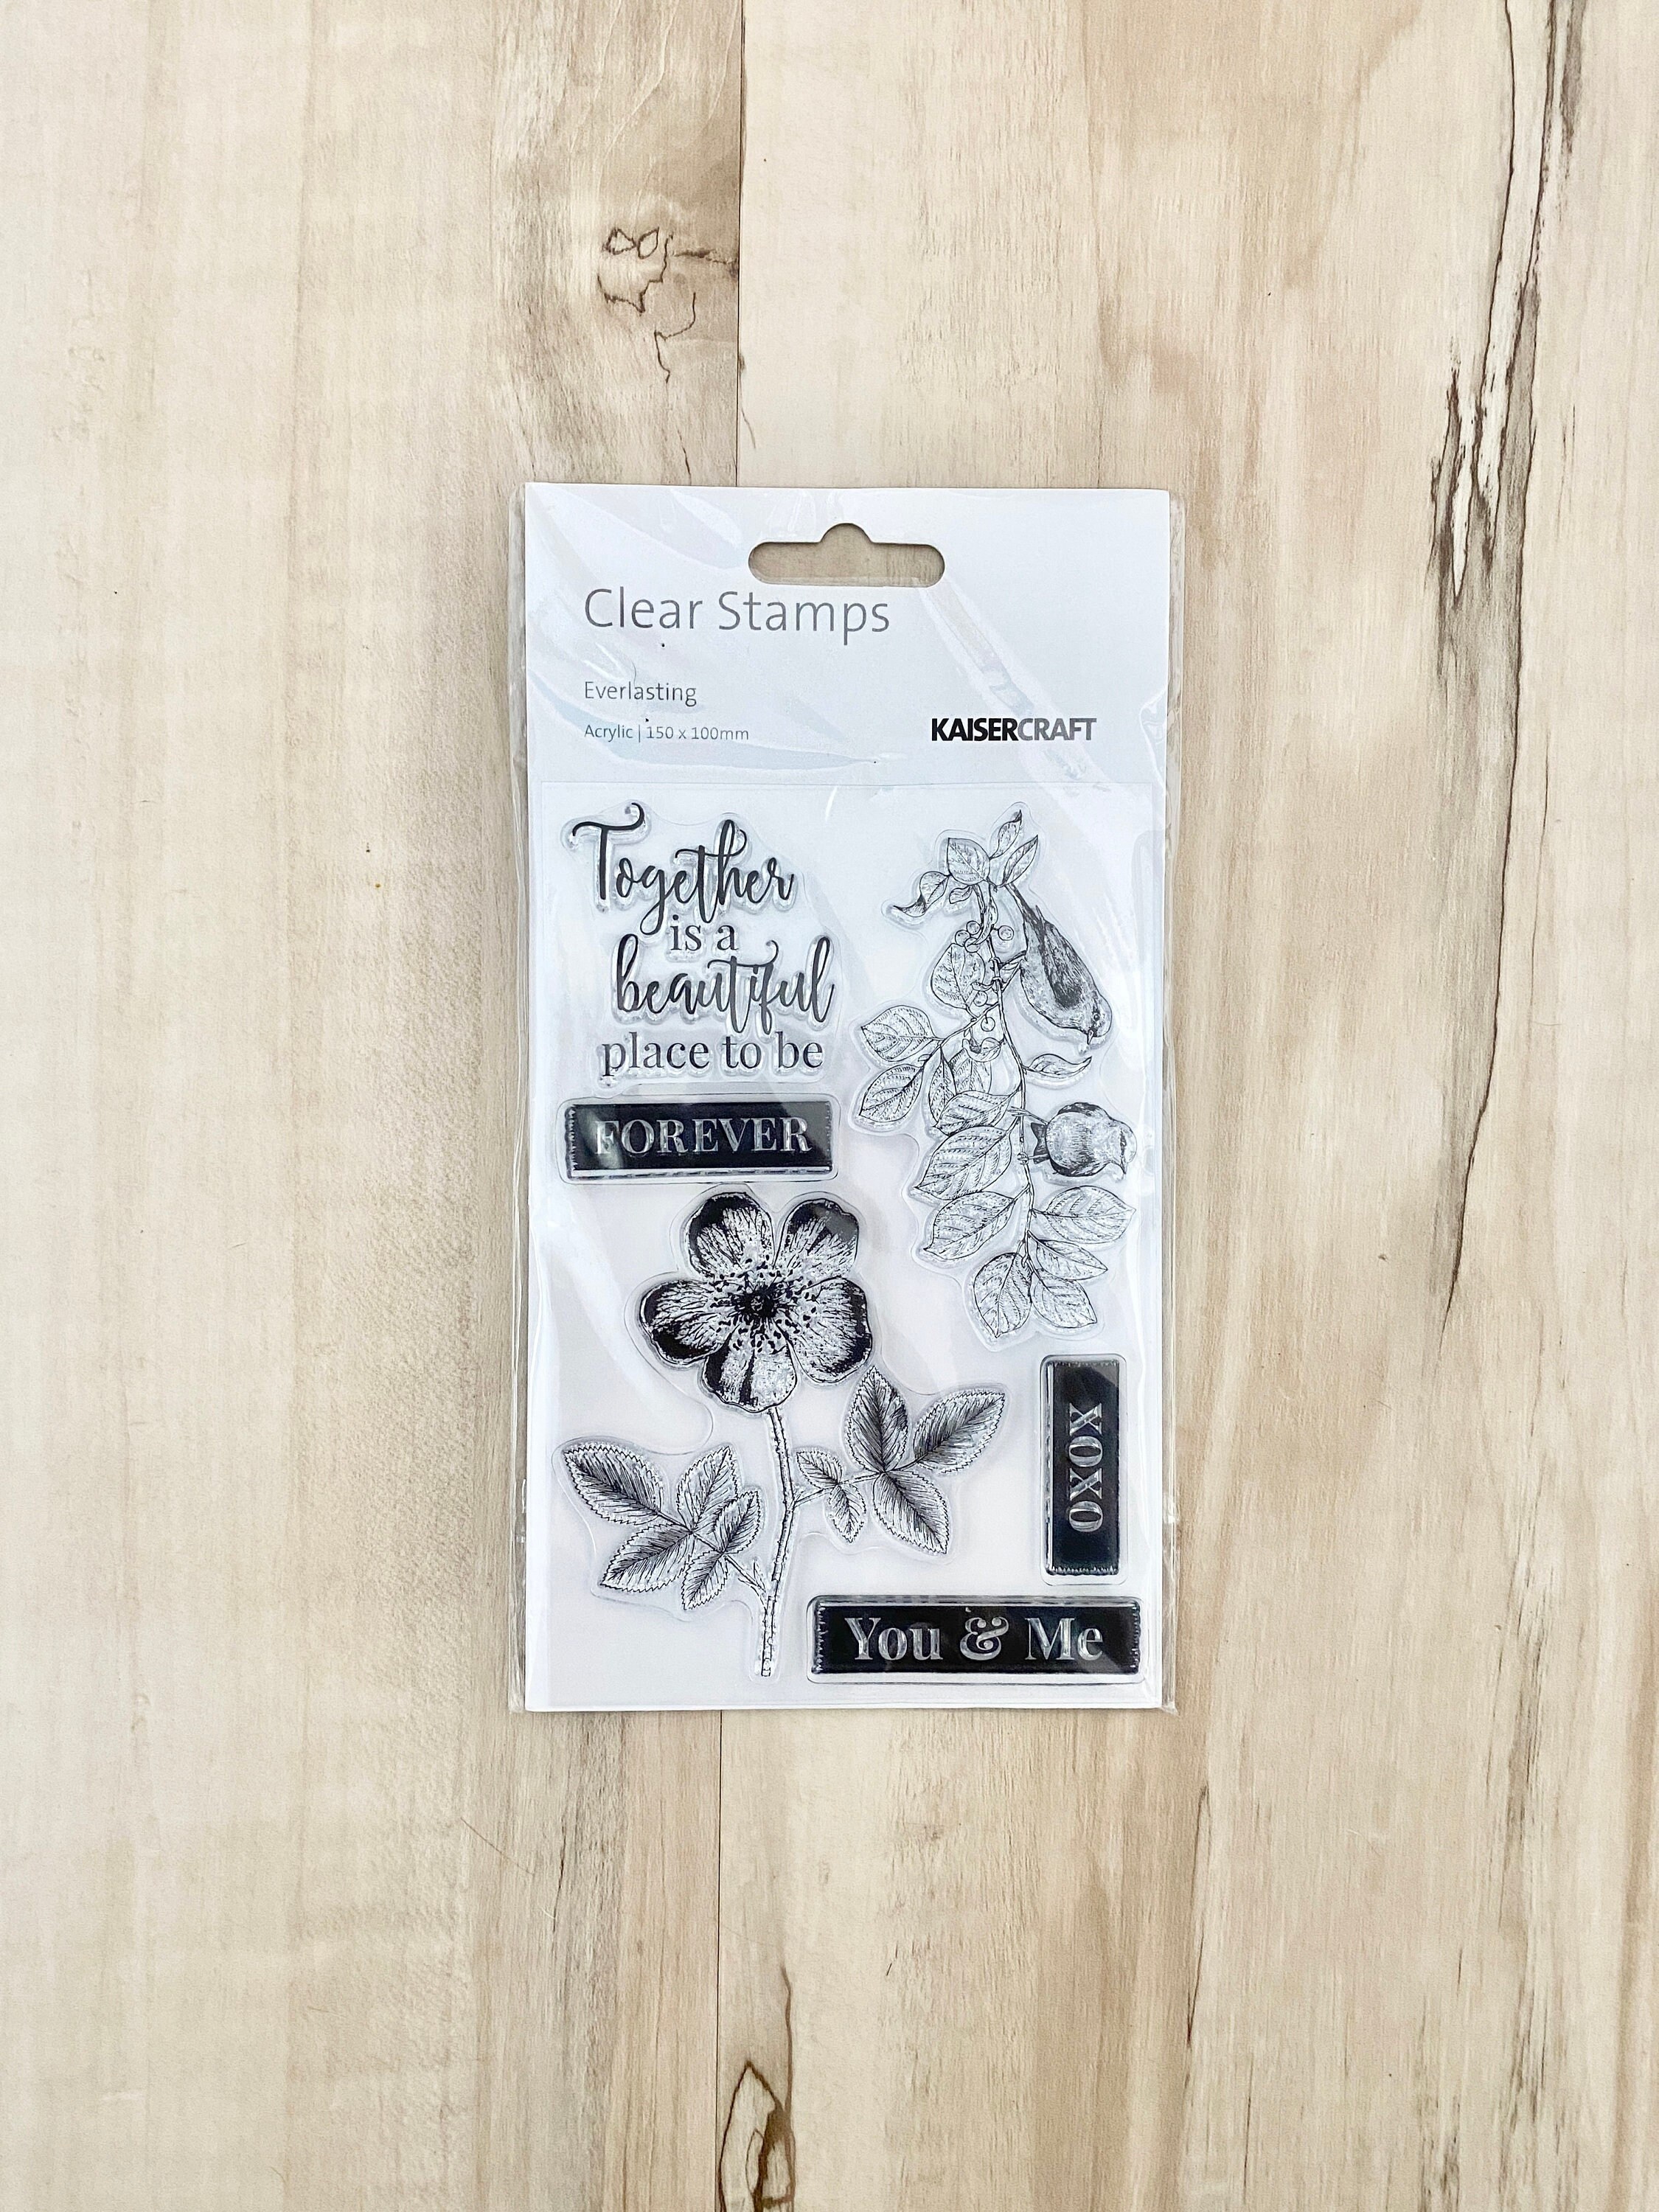 Clear Stamps
Everlasting
Acrylic | 150 x 100mm
KAISERCRAFT
Together
is a
beautiful
place to be
FOREVER
XOXO
You & Me